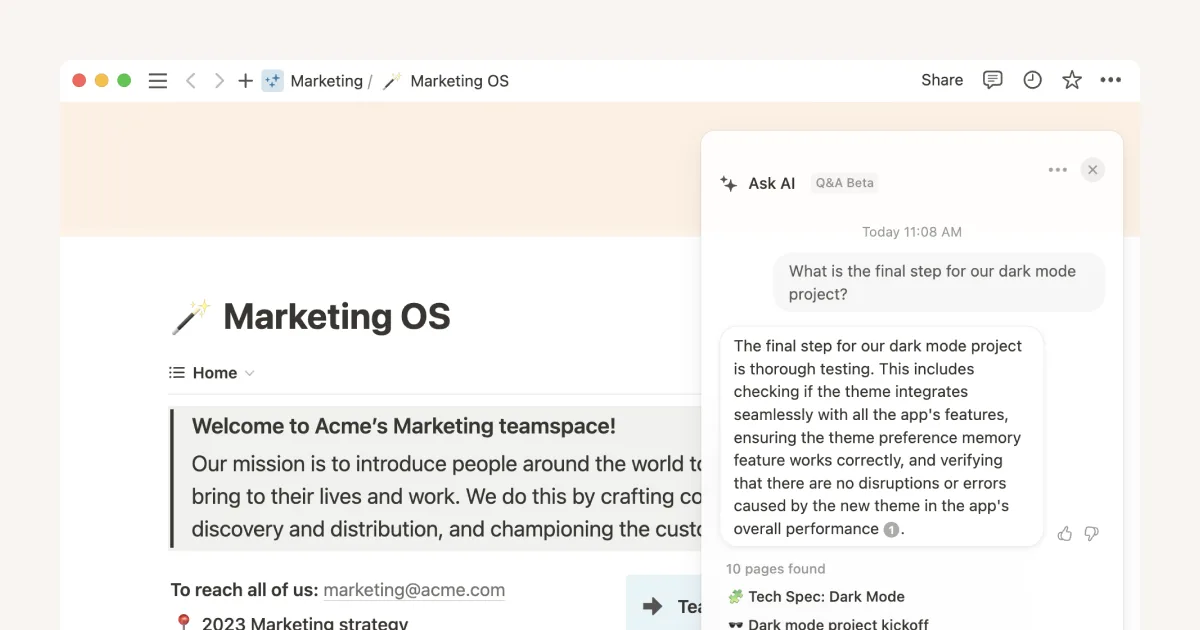 Marketing / Marketing OS
Share
Marketing OS
Home
Welcome to Acme’s Marketing teamspace!
Our mission is to introduce people around the world
bring to their lives and work. We do this by crafting
discovery and distribution, and championing the
To reach all of us: marketing@acme.com
2023 Marketing strategy
Ask AI Q&A Beta
Today 11:08 AM
What is the final step for our dark mode
project?
The final step for our dark mode project
is thorough testing. This includes
checking if the theme integrates
seamlessly with all the app's features,
ensuring the theme preference memory
feature works correctly, and verifying
that there are no disruptions or errors
caused by the new theme in the app's
overall performance 1.
10 pages found
Tech Spec: Dark Mode
Dark mode project kickoff